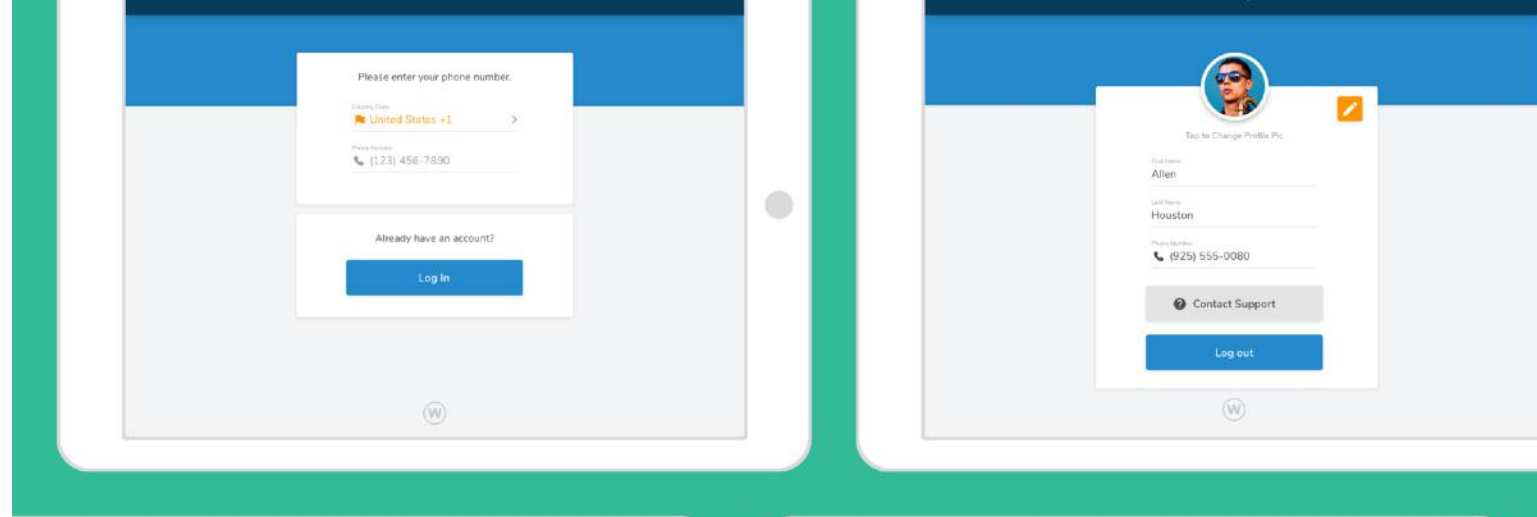 Please enter your phone number.
Country Code
United States +1
Phone Number
(123) 456-7890
Already have an account?
Log In
W
Tap to Change Profile Pic
First Name
Allen
Last Name
Houston
Phone Number
(925) 555-0080
Contact Support
Log out
W